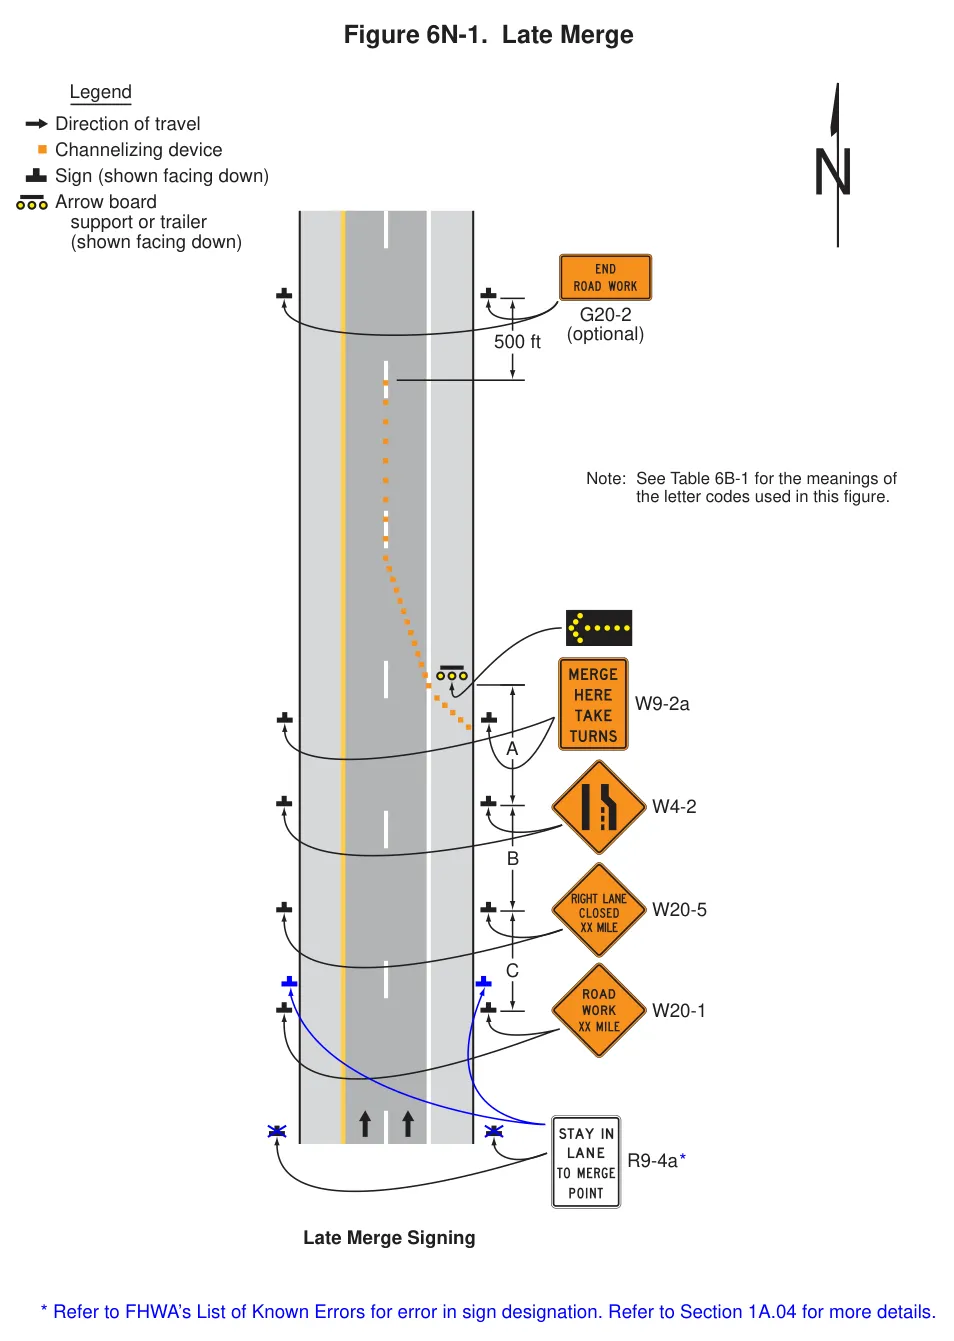 Figure 6N-1.  Late Merge
Legend
Direction of travel
Channelizing device
Sign (shown facing down)
Arrow board
support or trailer
(shown facing down)
N
END
ROAD WORK
G20-2
(optional)
500 ft
Note:  See Table 6B-1 for the meanings of
the letter codes used in this figure.
MERGE
HERE
TAKE
TURNS
W9-2a
A
W4-2
B
RIGHT LANE
CLOSED
XX MILE
W20-5
C
ROAD
WORK
XX MILE
W20-1
STAY IN
LANE
TO MERGE
POINT
R9-4a*
Late Merge Signing
* Refer to FHWA's List of Known Errors for error in sign designation. Refer to Section 1A.04 for more details.